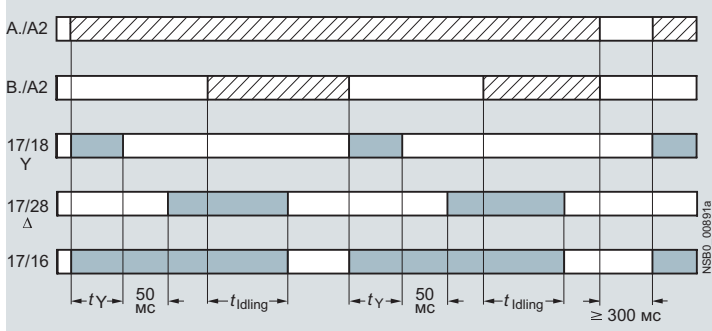 A./A2
B./A2
17/18
Y
17/28
Δ
17/16
tY
50
мс
tIdling
tY
50
мс
tIdling
≥ 300 мс
NSB0_00891a